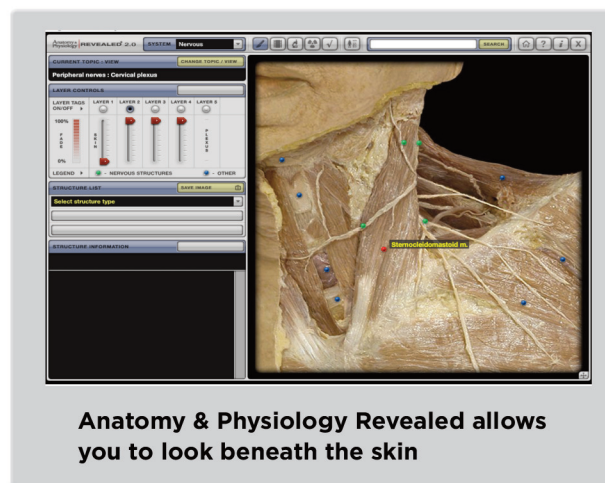 Anatomy & Physiology REVEALED 2.0
SYSTEM Nervous
SEARCH
? i X
CURRENT TOPIC : VIEW CHANGE TOPIC / VIEW
Peripheral nerves : Cervical plexus
LAYER CONTROLS
LAYER TAGS ON/OFF LAYER 1 LAYER 2 LAYER 3 LAYER 4 LAYER 5
100%
FADE
SKIN
PLEXUS
0%
LEGEND - NERVOUS STRUCTURES - OTHER
STRUCTURE LIST SAVE IMAGE
Select structure type
STRUCTURE INFORMATION
Sternocleidomastoid m.
Anatomy & Physiology Revealed allows
you to look beneath the skin